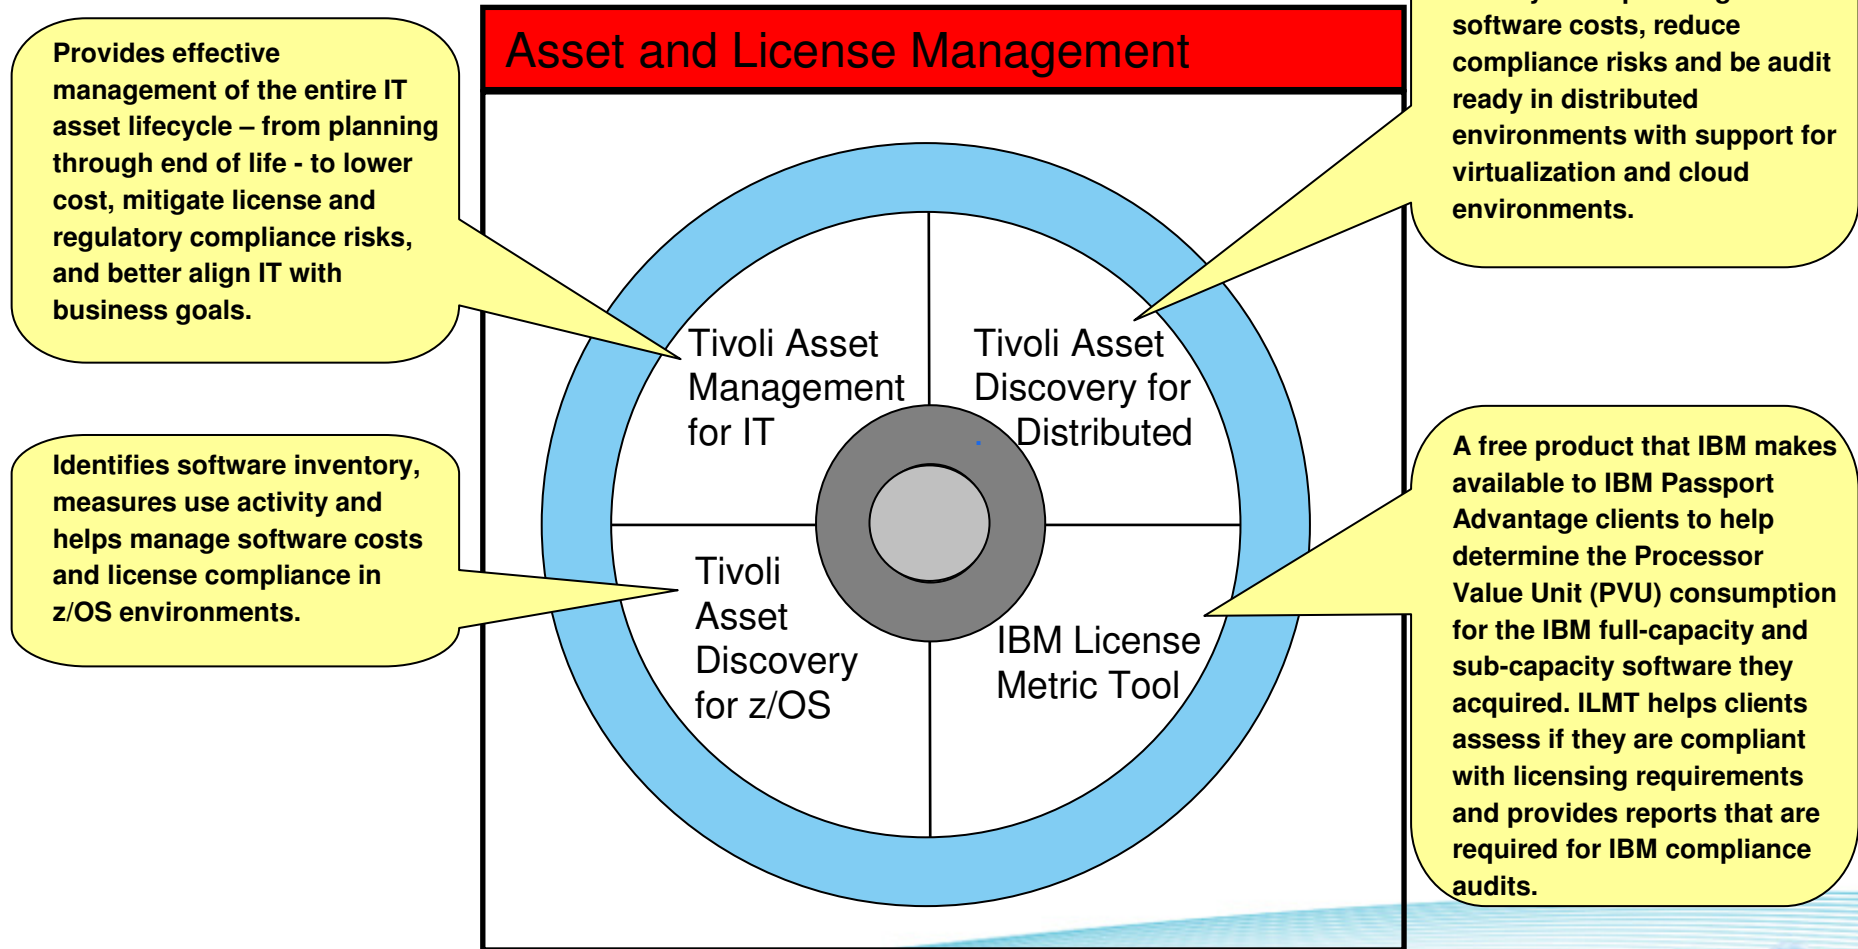 Asset and License Management
Provides effective
management of the entire IT
asset lifecycle – from planning
through end of life - to lower
cost, mitigate license and
regulatory compliance risks,
and better align IT with
business goals.
software costs, reduce
compliance risks and be audit
ready in distributed
environments with support for
virtualization and cloud
environments.
Tivoli Asset
Management
for IT
Tivoli Asset
Discovery for
Distributed
Identifies software inventory,
measures use activity and
helps manage software costs
and license compliance in
z/OS environments.
Tivoli
Asset
Discovery
for z/OS
IBM License
Metric Tool
A free product that IBM makes
available to IBM Passport
Advantage clients to help
determine the Processor
Value Unit (PVU) consumption
for the IBM full-capacity and
sub-capacity software they
acquired. ILMT helps clients
assess if they are compliant
with licensing requirements
and provides reports that are
required for IBM compliance
audits.